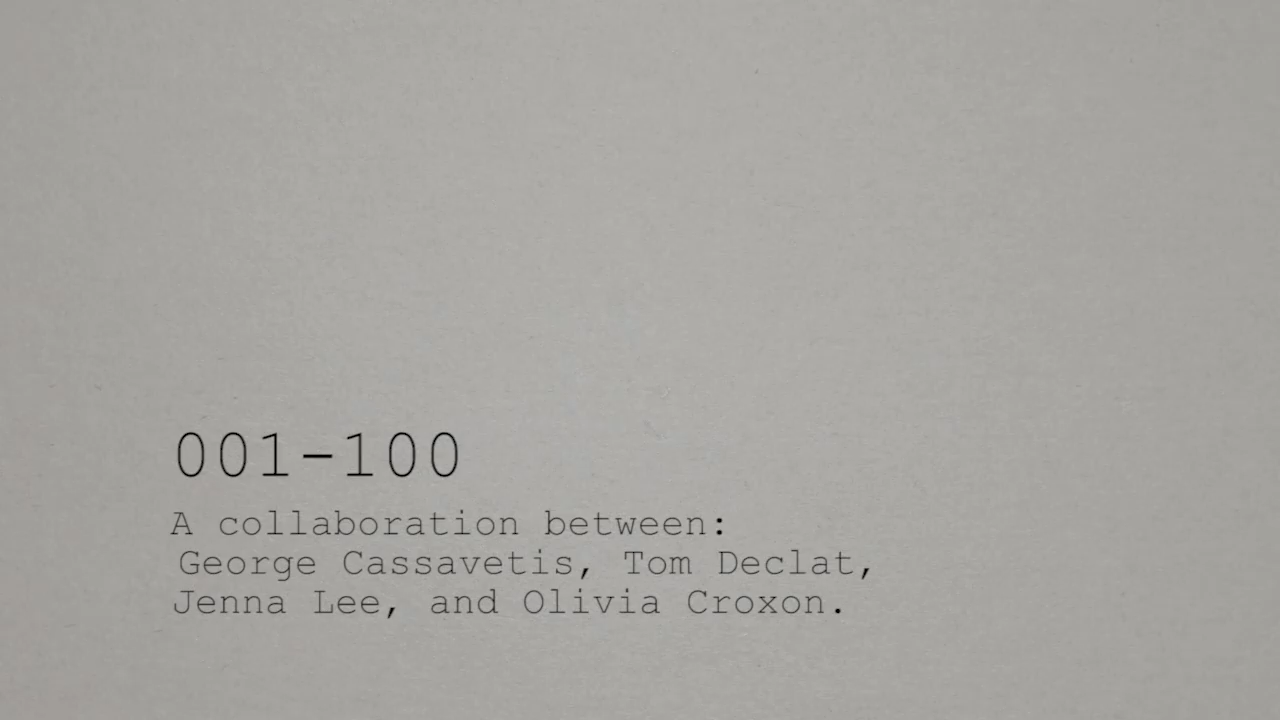 001-100
A collaboration between:
George Cassavetis, Tom Declat,
Jenna Lee, and Olivia Croxon.